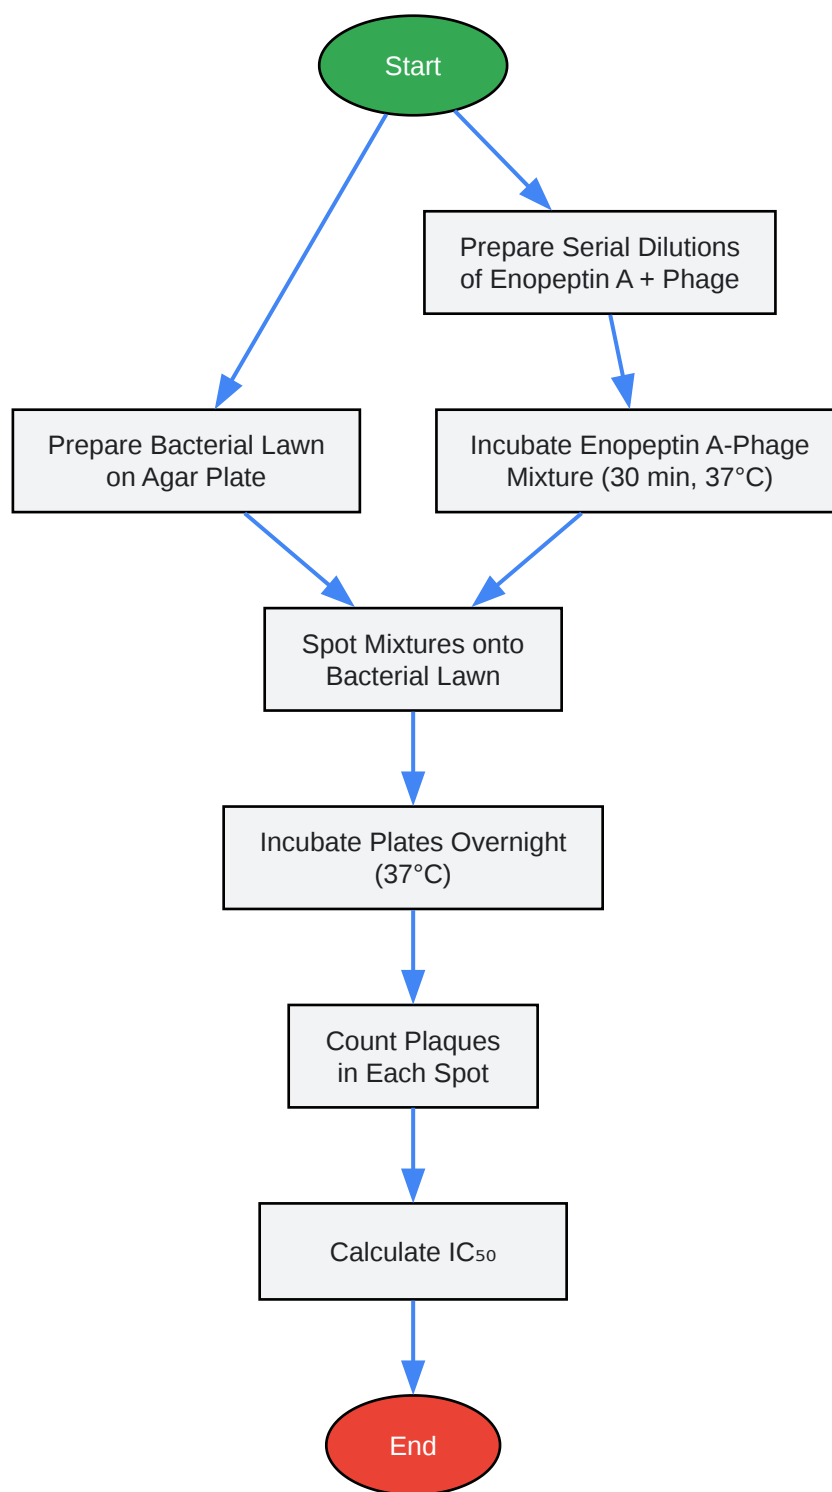 Start
Prepare Serial Dilutions
of Enopeptin A + Phage
Prepare Bacterial Lawn
on Agar Plate
Incubate Enopeptin A-Phage
Mixture (30 min, 37°C)
Spot Mixtures onto
Bacterial Lawn
Incubate Plates Overnight
(37°C)
Count Plaques
in Each Spot
Calculate IC₅₀
End